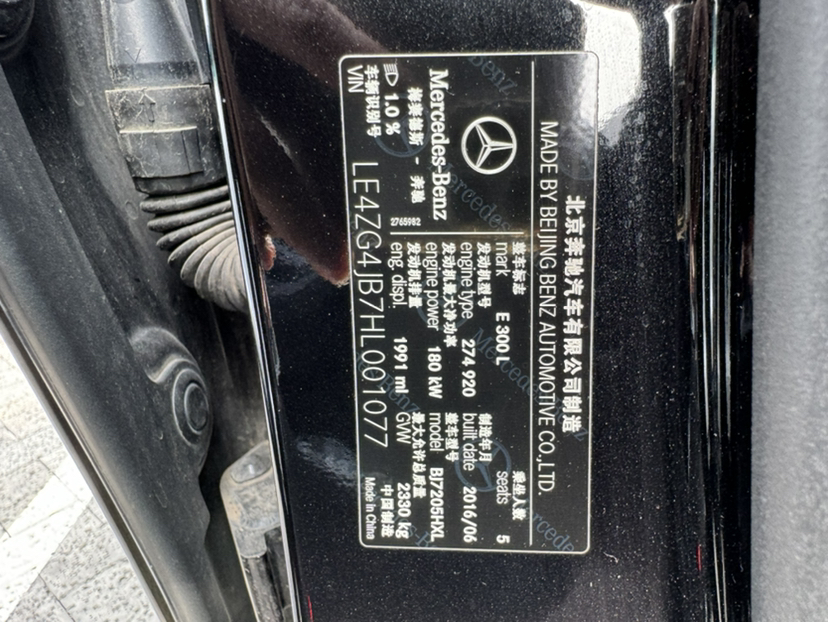 北京奔驰汽车有限公司制造
MADE BY BEIJING BENZ AUTOMOTIVE CO.,LTD.
Mercedes-Benz
梅赛德斯 - 奔驰
1.0 %
2765982
整车标志
mark E 300 L
乘坐人数
seats 5
发动机型号
engine type 274 920
制造年月
built date 2016/06
发动机最大净功率
engine power 180 kW
整车型号
model BJ7205HXL
发动机排量
eng. displ. 1991 ml
最大允许总质量
GVW 2330 kg
车辆识别号
VIN LE4ZG4JB7HL001077
中国制造
Made in China